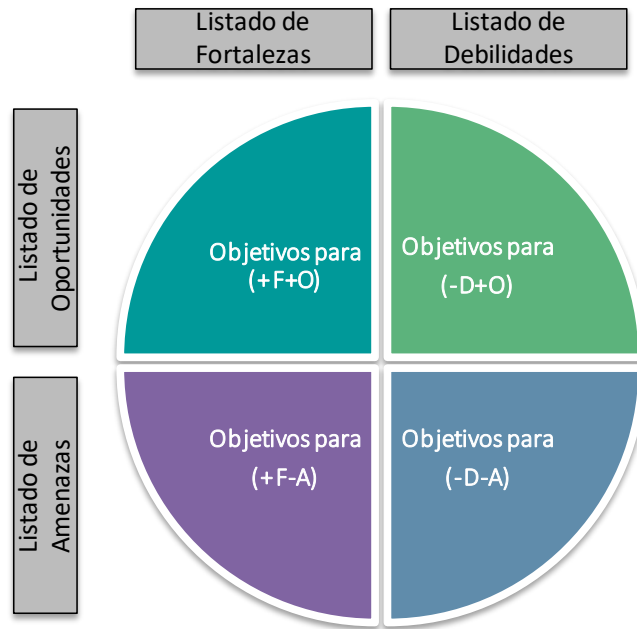 Listado de
Fortalezas
Listado de
Debilidades
Listado de
Oportunidades
Objetivos para
(+F+O)
Objetivos para
(-D+O)
Listado de
Amenazas
Objetivos para
(+F-A)
Objetivos para
(-D-A)